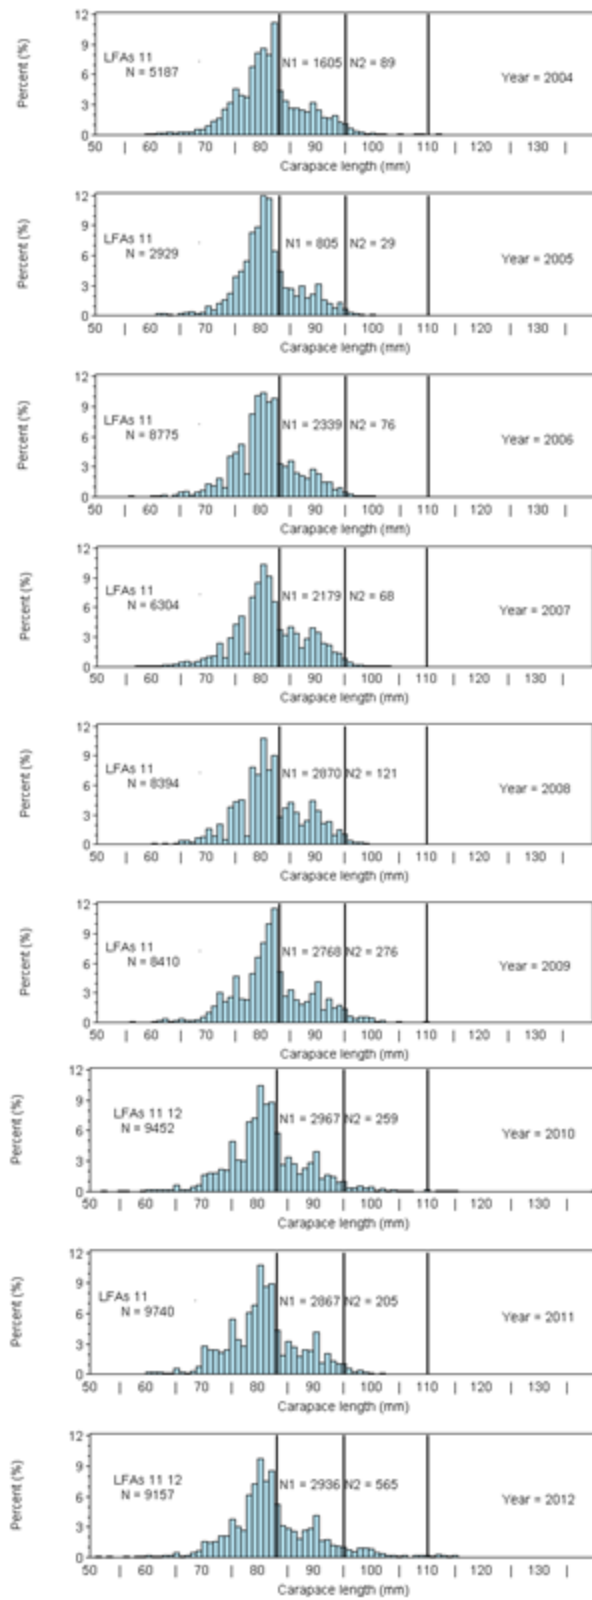 Percent (%)
12
9
6
3
0
LFAs 11
N = 5187
N1 = 1605
N2 = 89
Year = 2004
50 | 60 | 70 | 80 | 90 | 100 | 110 | 120 | 130 |
Carapace length (mm)
Percent (%)
12
9
6
3
0
LFAs 11
N = 2929
N1 = 805
N2 = 29
Year = 2005
50 | 60 | 70 | 80 | 90 | 100 | 110 | 120 | 130 |
Carapace length (mm)
Percent (%)
12
9
6
3
0
LFAs 11
N = 8775
N1 = 2339
N2 = 76
Year = 2006
50 | 60 | 70 | 80 | 90 | 100 | 110 | 120 | 130 |
Carapace length (mm)
Percent (%)
12
9
6
3
0
LFAs 11
N = 6304
N1 = 2179
N2 = 68
Year = 2007
50 | 60 | 70 | 80 | 90 | 100 | 110 | 120 | 130 |
Carapace length (mm)
Percent (%)
12
9
6
3
0
LFAs 11
N = 8394
N1 = 2870
N2 = 121
Year = 2008
50 | 60 | 70 | 80 | 90 | 100 | 110 | 120 | 130 |
Carapace length (mm)
Percent (%)
12
9
6
3
0
LFAs 11
N = 8410
N1 = 2768
N2 = 276
Year = 2009
50 | 60 | 70 | 80 | 90 | 100 | 110 | 120 | 130 |
Carapace length (mm)
Percent (%)
12
9
6
3
0
LFAs 11 12
N = 9452
N1 = 2967
N2 = 259
Year = 2010
50 | 60 | 70 | 80 | 90 | 100 | 110 | 120 | 130 |
Carapace length (mm)
Percent (%)
12
9
6
3
0
LFAs 11
N = 9740
N1 = 2867
N2 = 205
Year = 2011
50 | 60 | 70 | 80 | 90 | 100 | 110 | 120 | 130 |
Carapace length (mm)
Percent (%)
12
9
6
3
0
LFAs 11 12
N = 9157
N1 = 2936
N2 = 565
Year = 2012
50 | 60 | 70 | 80 | 90 | 100 | 110 | 120 | 130 |
Carapace length (mm)